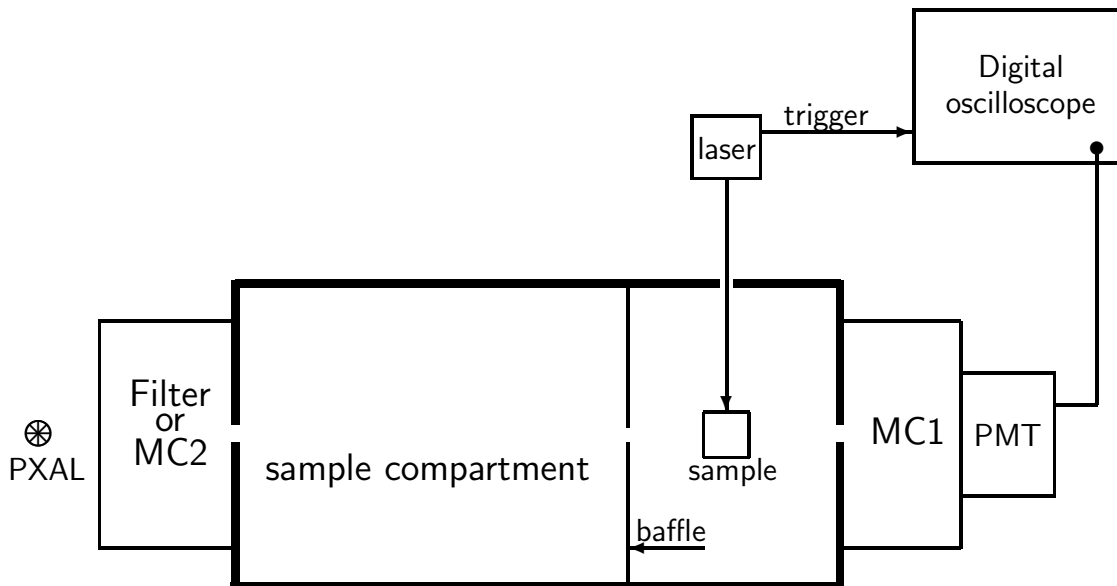 Digital
oscilloscope
trigger
laser
Filter
or
MC2
PXAL
sample compartment
sample
baffle
MC1
PMT